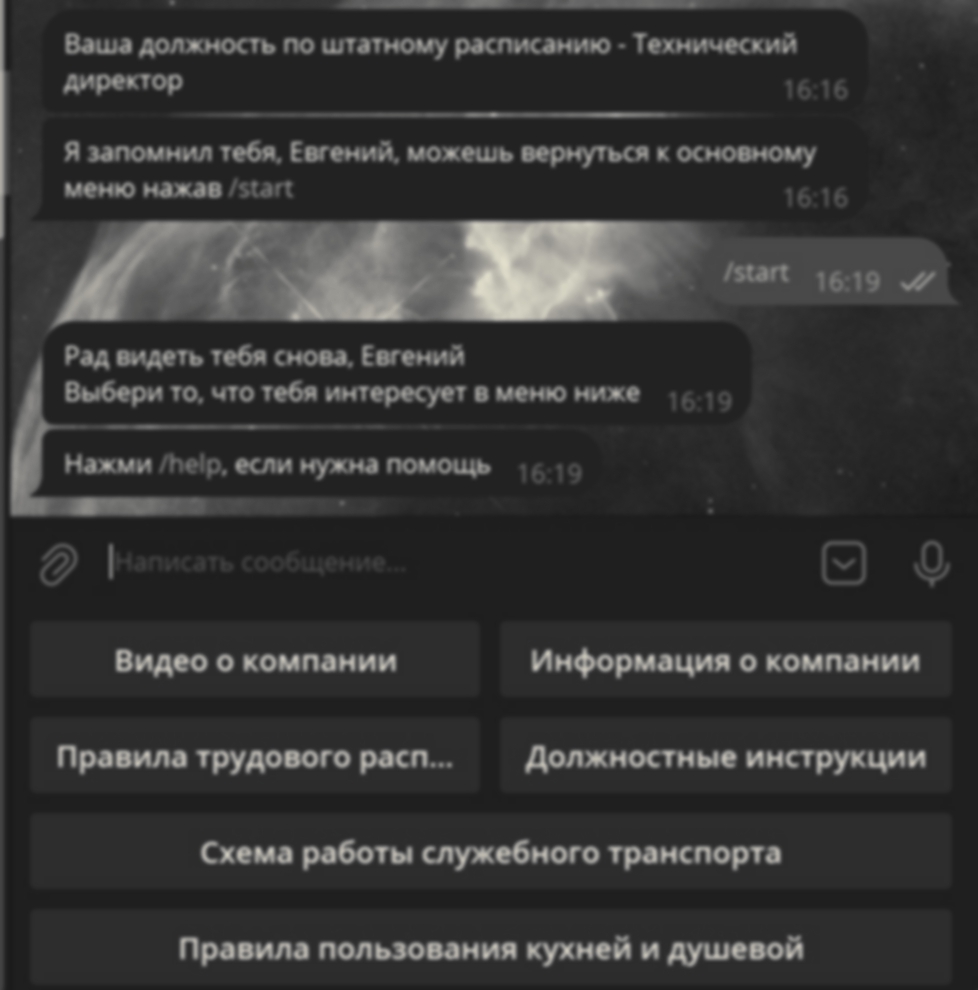 Ваша должность по штатному расписанию - Технический
директор
16:16
Я запомнил тебя, Евгений, можешь вернуться к основному
меню нажав /start
16:16
/start 16:19
Рад видеть тебя снова, Евгений
Выбери то, что тебя интересует в меню ниже 16:19
Нажми /help, если нужна помощь 16:19
Написать сообщение...
Видео о компании
Информация о компании
Правила трудового расп...
Должностные инструкции
Схема работы служебного транспорта
Правила пользования кухней и душевой